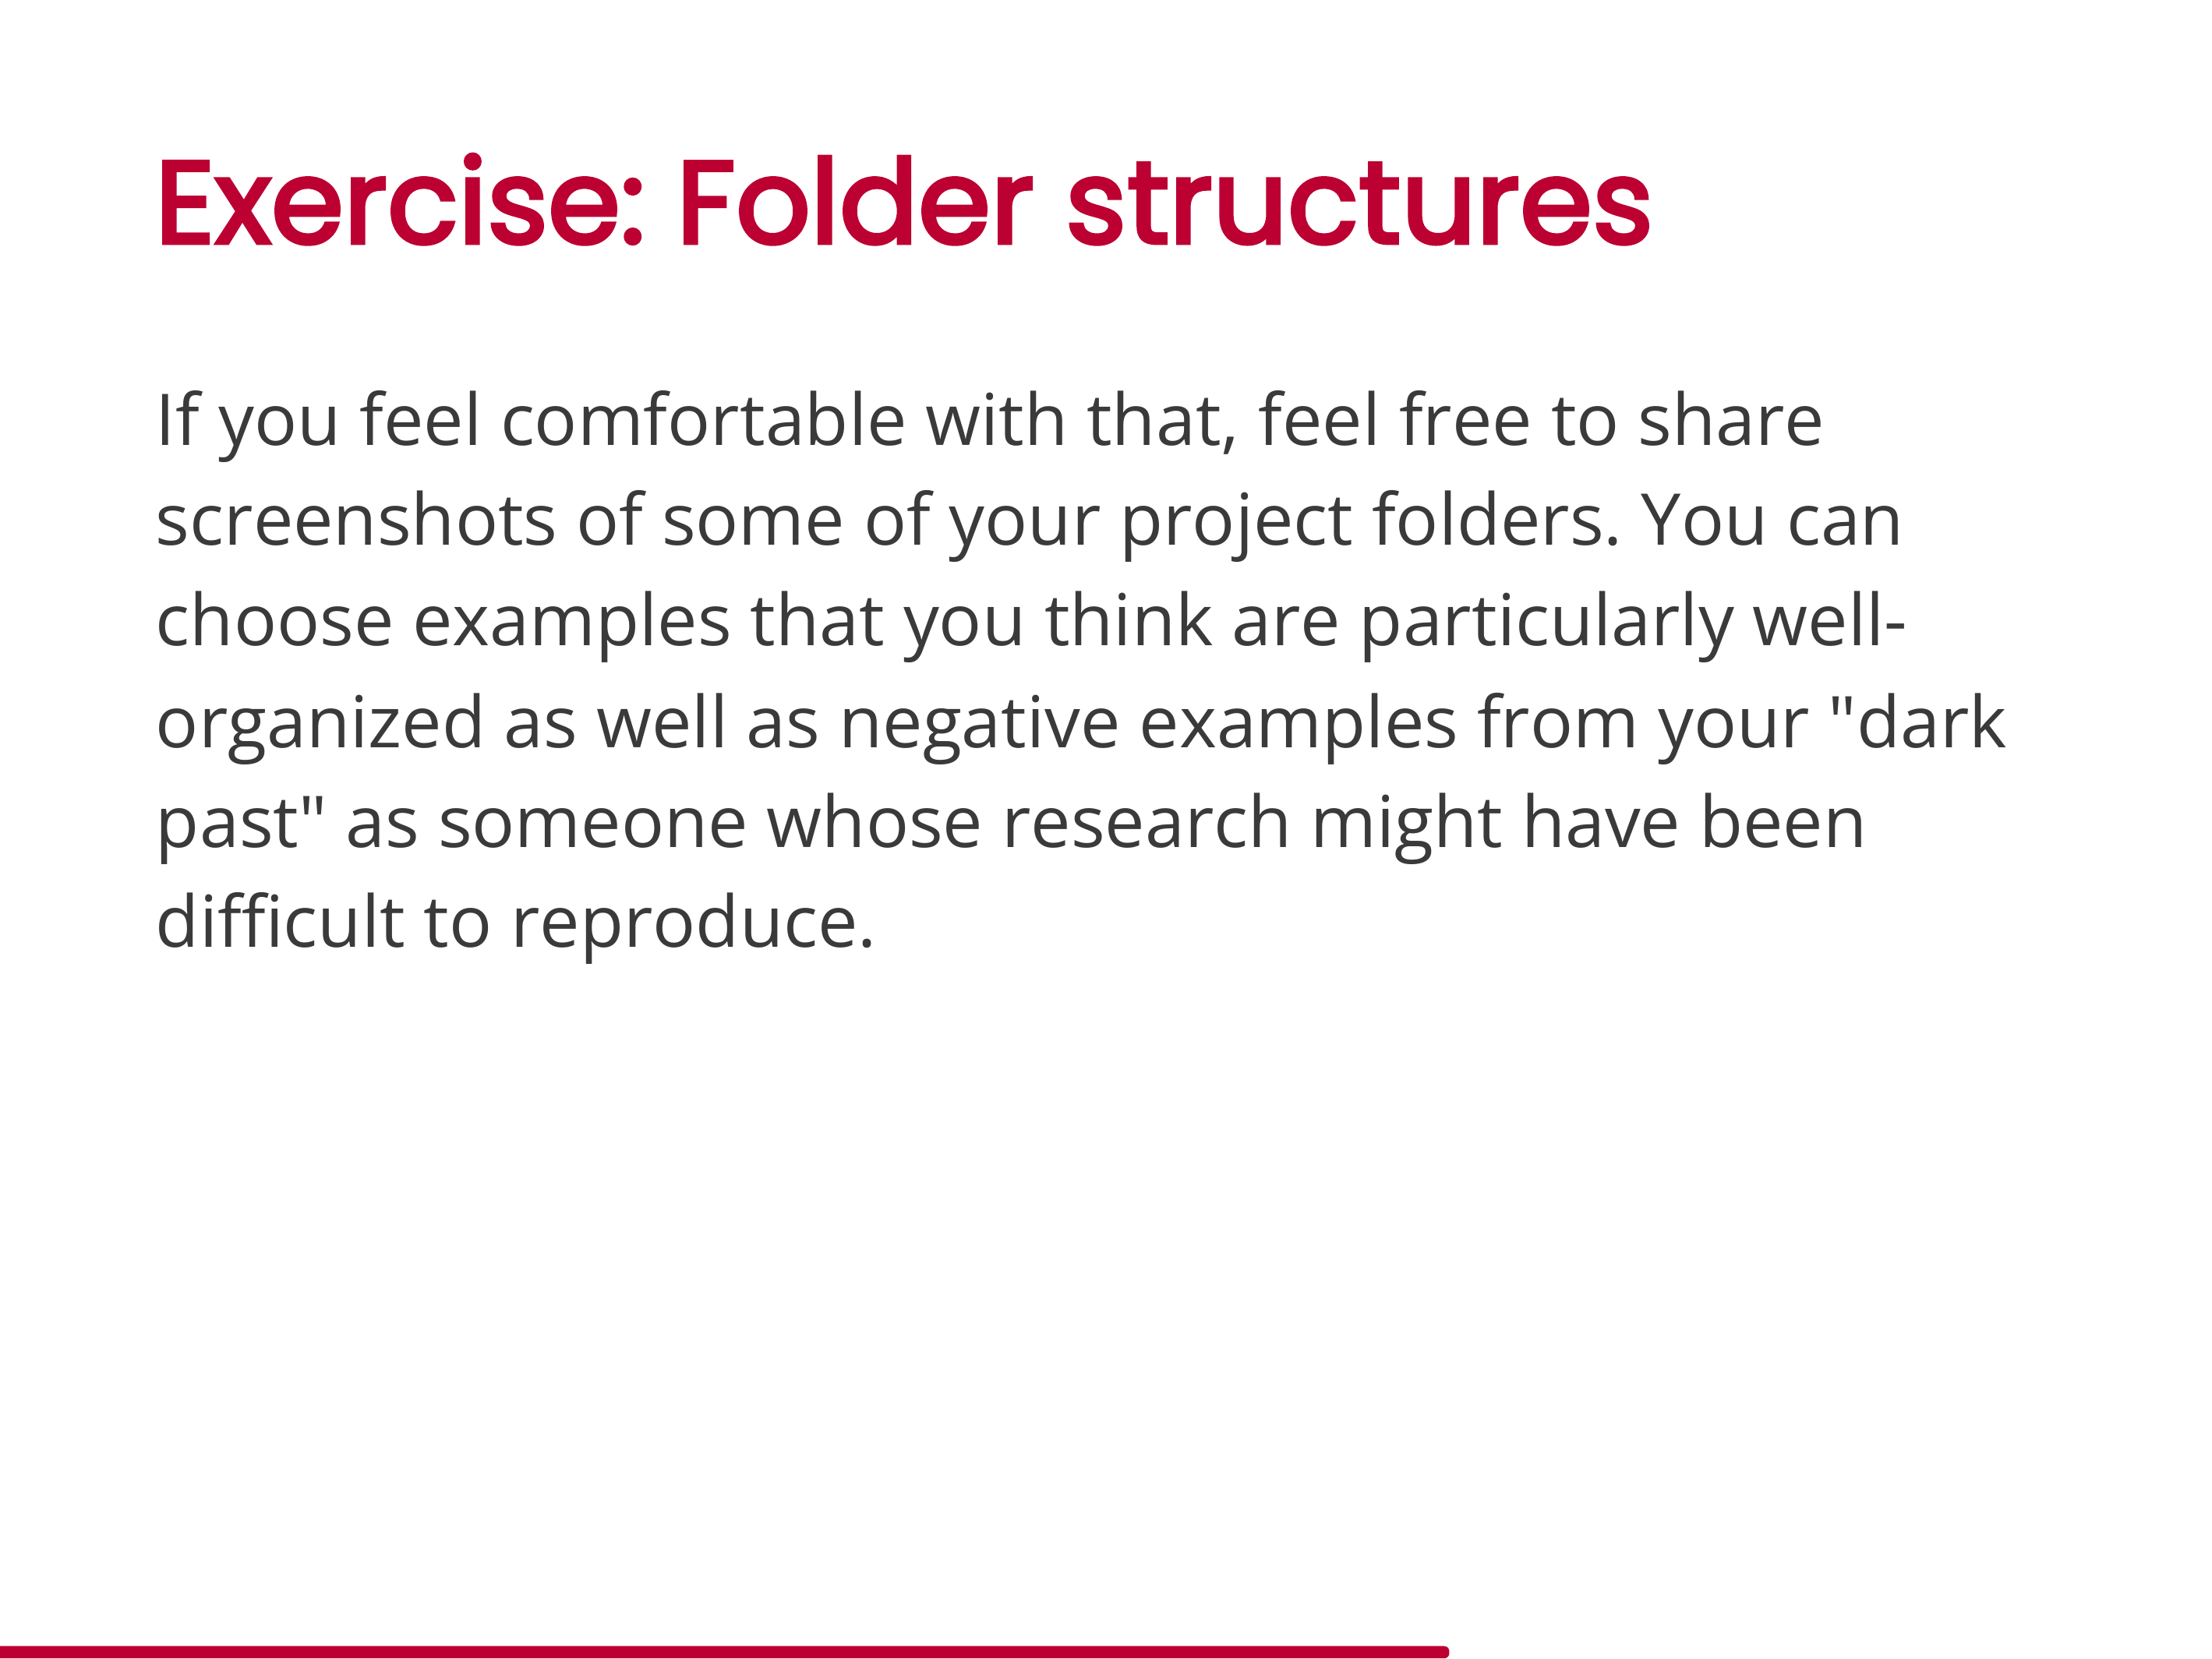 Exercise: Folder structures
If you feel comfortable with that, feel free to share
screenshots of some of your project folders. You can
choose examples that you think are particularly well-
organized as well as negative examples from your "dark
past" as someone whose research might have been
difficult to reproduce.